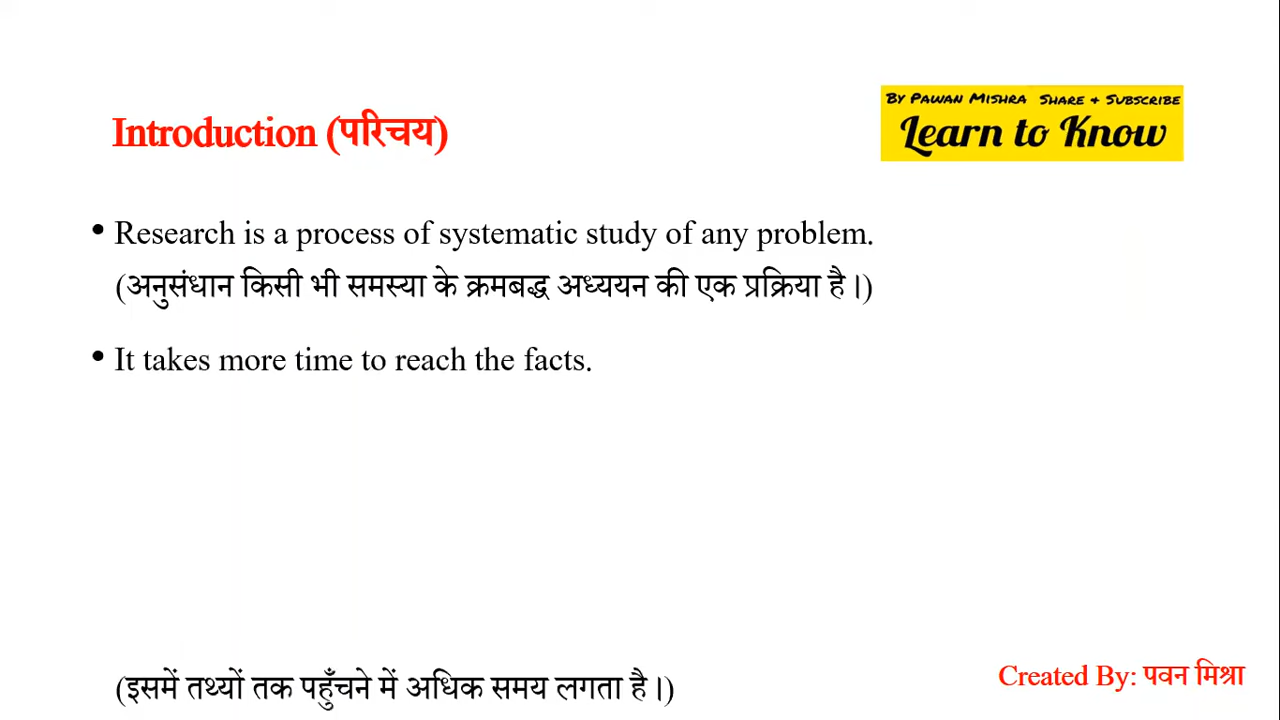 By Pawan Mishra Share & Subscribe
Learn to Know
Introduction (परिचय)
• Research is a process of systematic study of any problem.
(अनुसंधान किसी भी समस्या के क्रमबद्ध अध्ययन की एक प्रक्रिया है।)
• It takes more time to reach the facts.
(इसमें तथ्यों तक पहुँचने में अधिक समय लगता है।)
Created By: पवन मिश्रा